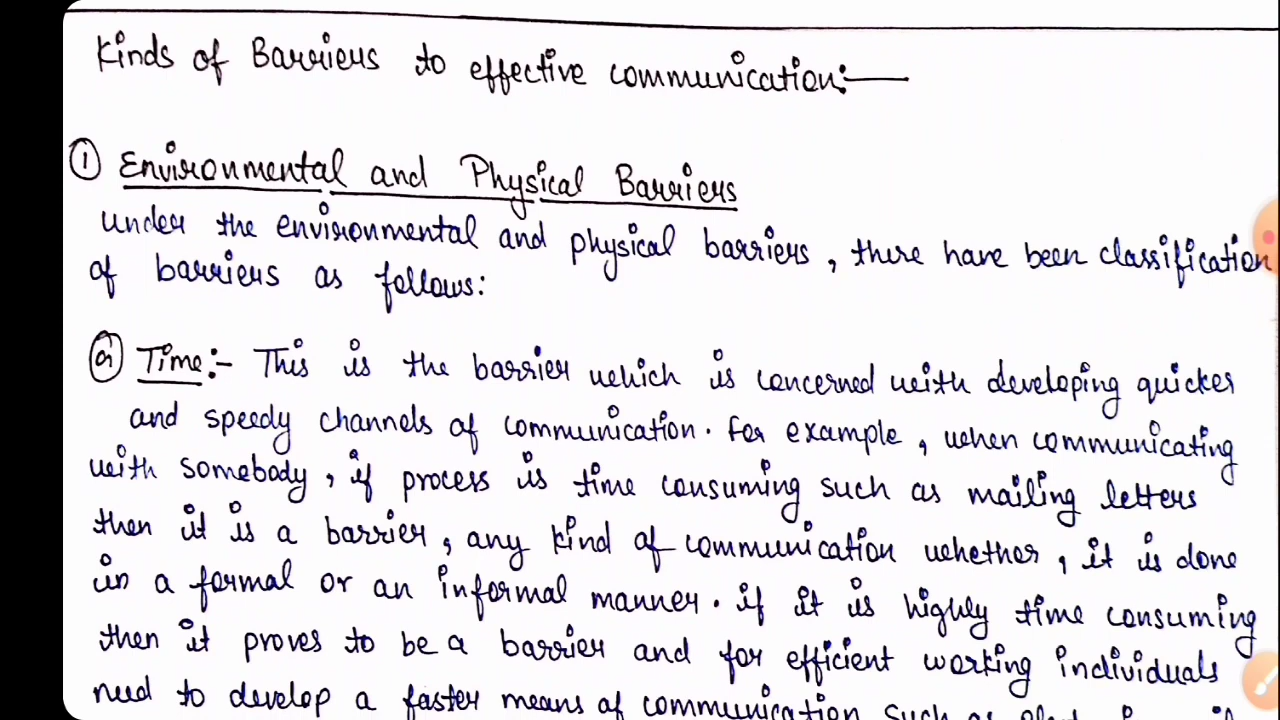 Kinds of Barriers to effective communication:—
① Environmental and Physical Barriers
under the environmental and physical barriers, there have been classification
of barriers as follows:
ⓐ Time:- This is the barrier which is concerned with developing quicker
and speedy channels of communication. For example, when communicating
with somebody, if process is time consuming such as mailing letters
then it is a barrier, any kind of communication whether, it is done
in a formal or an informal manner. if it is highly time consuming
then it proves to be a barrier and for efficient working individuals
need to develop a faster means of communication such as